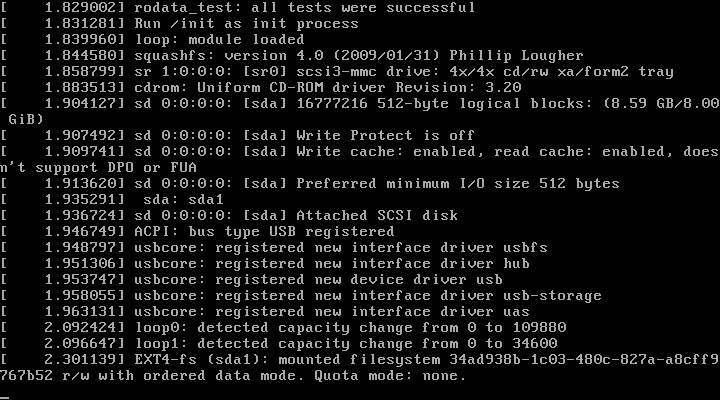 [    1.829002] rodata_test: all tests were successful
[    1.831281] Run /init as init process
[    1.839960] loop: module loaded
[    1.844580] squashfs: version 4.0 (2009/01/31) Phillip Lougher
[    1.858799] sr 1:0:0:0: [sr0] scsi3-mmc drive: 4x/4x cd/rw xa/form2 tray
[    1.883513] cdrom: Uniform CD-ROM driver Revision: 3.20
[    1.904127] sd 0:0:0:0: [sda] 16777216 512-byte logical blocks: (8.59 GB/8.00
 GiB)
[    1.907492] sd 0:0:0:0: [sda] Write Protect is off
[    1.909741] sd 0:0:0:0: [sda] Write cache: enabled, read cache: enabled, does
n't support DPO or FUA
[    1.913620] sd 0:0:0:0: [sda] Preferred minimum I/O size 512 bytes
[    1.935291]  sda: sda1
[    1.936724] sd 0:0:0:0: [sda] Attached SCSI disk
[    1.946749] ACPI: bus type USB registered
[    1.948797] usbcore: registered new interface driver usbfs
[    1.951306] usbcore: registered new interface driver hub
[    1.953747] usbcore: registered new device driver usb
[    1.958055] usbcore: registered new interface driver usb-storage
[    1.963131] usbcore: registered new interface driver uas
[    2.092424] loop0: detected capacity change from 0 to 109880
[    2.096647] loop1: detected capacity change from 0 to 34600
[    2.301139] EXT4-fs (sda1): mounted filesystem 34ad938b-1c03-480c-827a-a8cff9
767b52 r/w with ordered data mode. Quota mode: none.